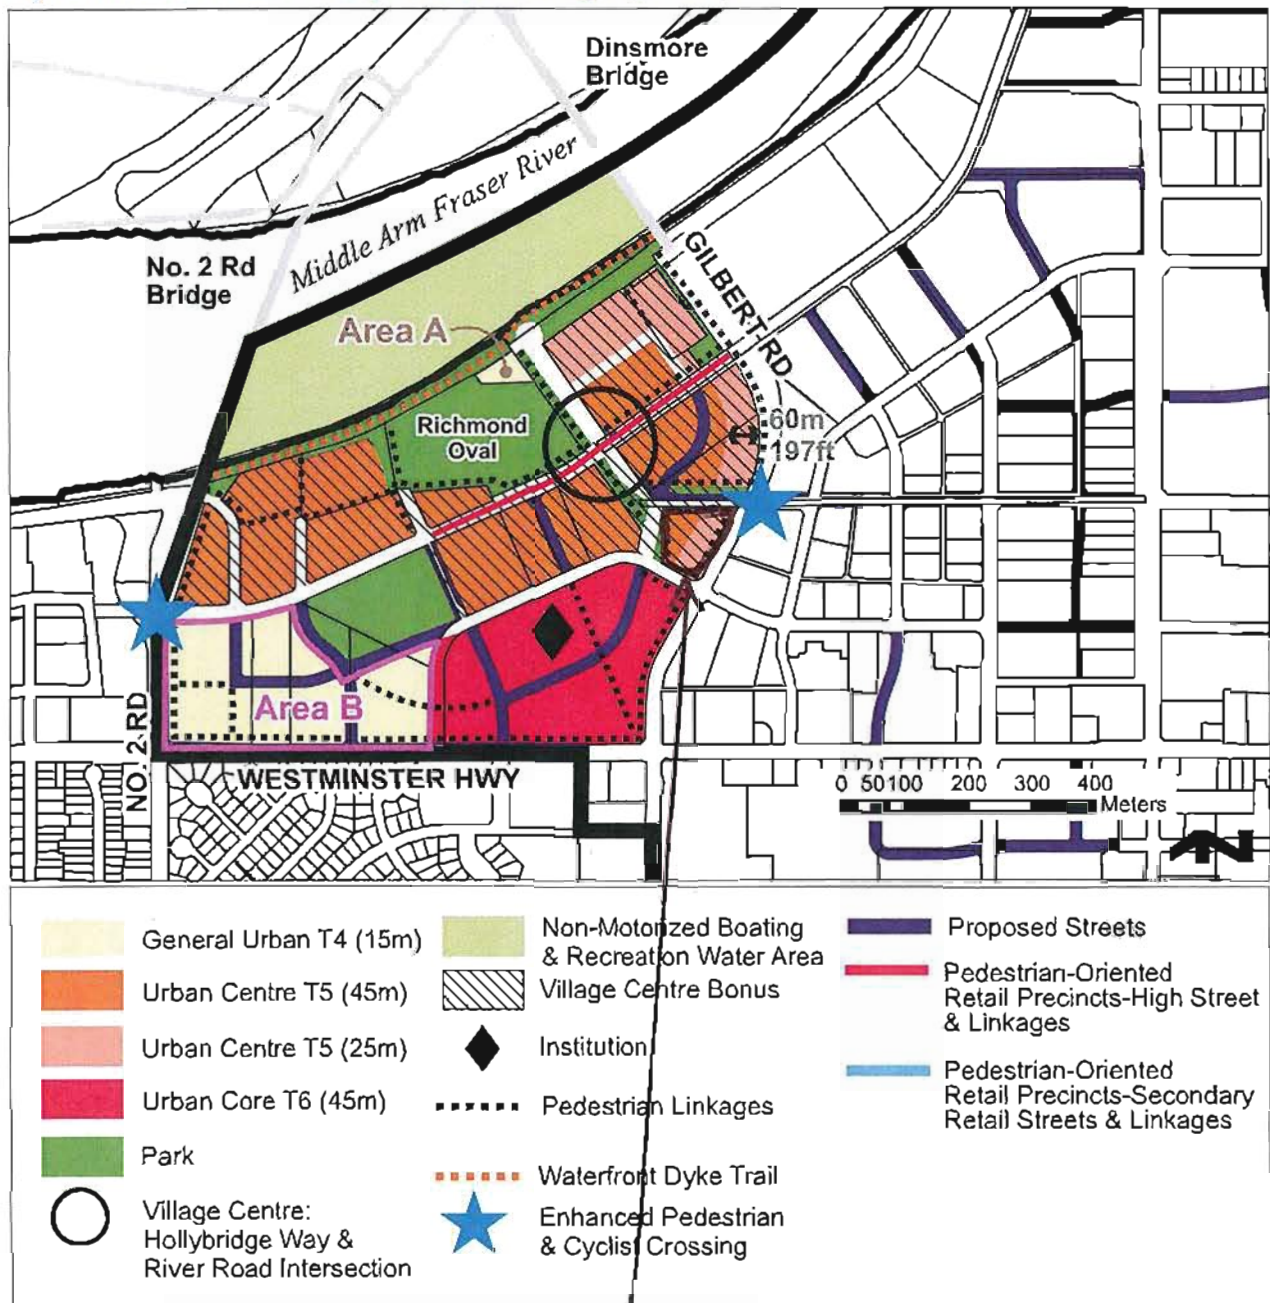 Dinsmore
Bridge
Middle Arm Fraser River
No. 2 Rd
Bridge
GILBERT RD
Area A
Richmond
Oval
60m
197ft
Area B
NO. 2 RD
WESTMINSTER HWY
0 50 100 200 300 400
Meters
N
General Urban T4 (15m)
Urban Centre T5 (45m)
Urban Centre T5 (25m)
Urban Core T6 (45m)
Park
Village Centre:
Hollybridge Way &
River Road Intersection
Non-Motorized Boating
& Recreation Water Area
Village Centre Bonus
Institution
Pedestrian Linkages
Waterfront Dyke Trail
Enhanced Pedestrian
& Cyclist Crossing
Proposed Streets
Pedestrian-Oriented
Retail Precincts-High Street
& Linkages
Pedestrian-Oriented
Retail Precincts-Secondary
Retail Streets & Linkages